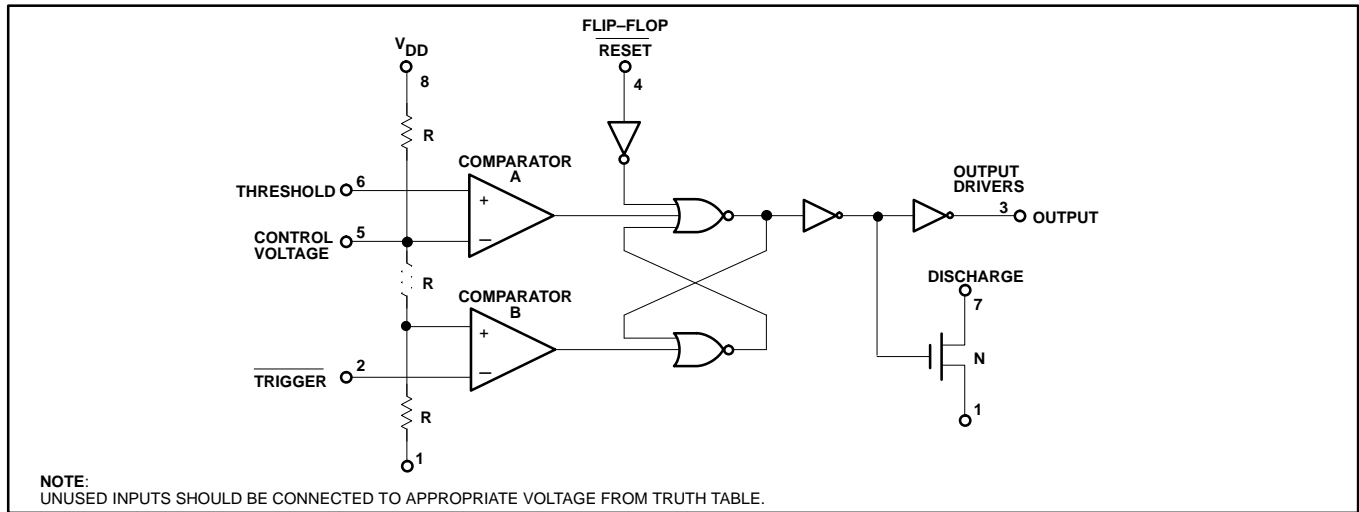 FLIP–FLOP
RESET
4
VDD
8
R
COMPARATOR
A
THRESHOLD
6
+
–
CONTROL
VOLTAGE
5
OUTPUT
DRIVERS
3
OUTPUT
R
COMPARATOR
B
+
–
DISCHARGE
7
N
1
TRIGGER
2
R
1
NOTE:
UNUSED INPUTS SHOULD BE CONNECTED TO APPROPRIATE VOLTAGE FROM TRUTH TABLE.